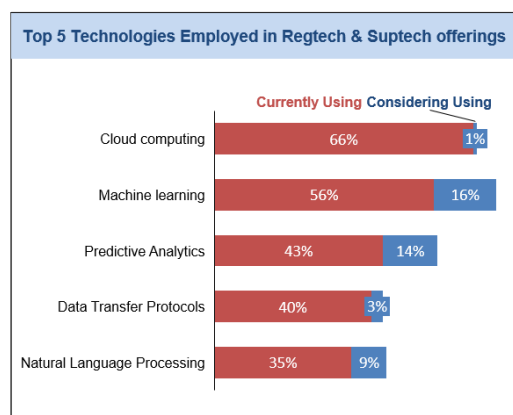 Top 5 Technologies Employed in Regtech & Suptech offerings
Currently Using Considering Using
Cloud computing 66% 1%
Machine learning 56% 16%
Predictive Analytics 43% 14%
Data Transfer Protocols 40% 3%
Natural Language Processing 35% 9%